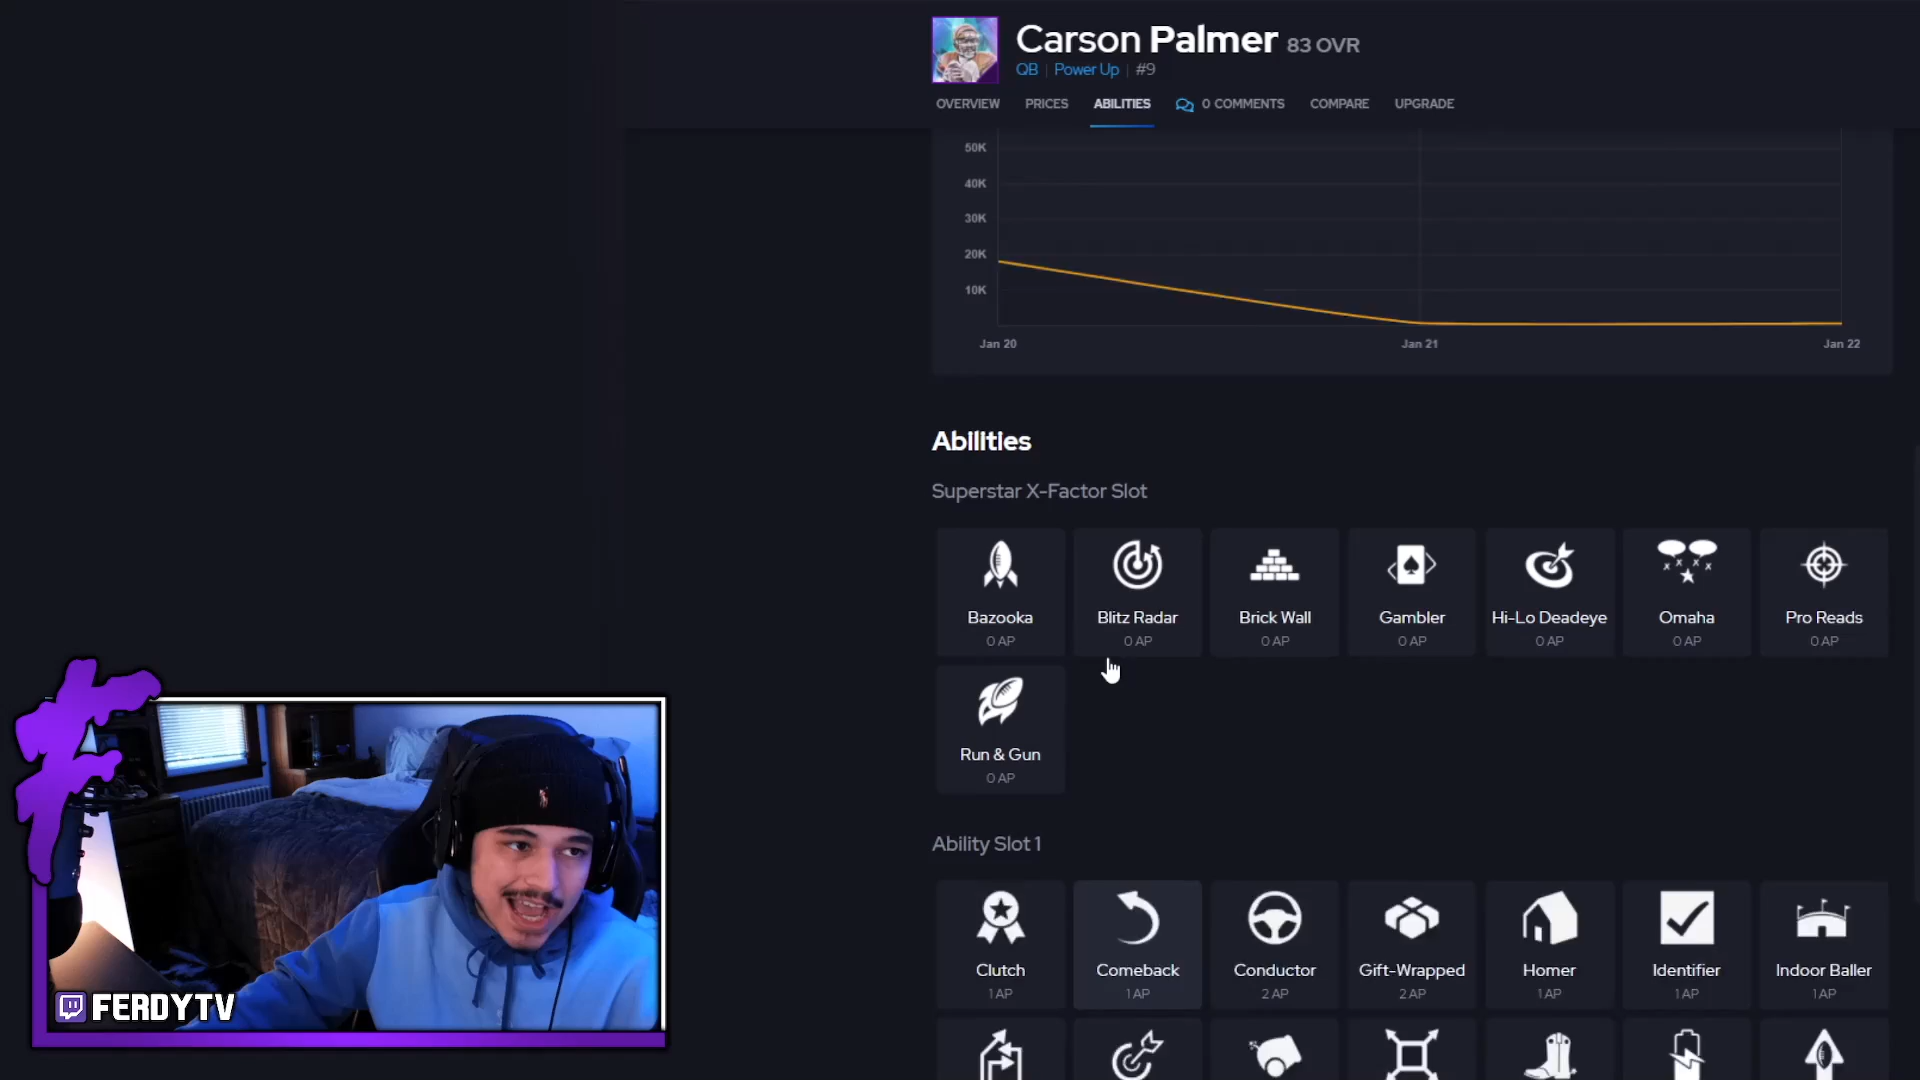 Carson Palmer 83 OVR
QB | Power Up | #9
OVERVIEW PRICES ABILITIES 0 COMMENTS COMPARE UPGRADE
50K
40K
30K
20K
10K
Jan 20 Jan 21 Jan 22
Abilities
Superstar X-Factor Slot
Bazooka Blitz Radar Brick Wall Gambler Hi-Lo Deadeye Omaha Pro Reads
0 AP 0 AP 0 AP 0 AP 0 AP 0 AP 0 AP
Run & Gun
0 AP
Ability Slot 1
Clutch Comeback Conductor Gift-Wrapped Homer Identifier Indoor Baller
1 AP 1 AP 2 AP 2 AP 1 AP 1 AP 1 AP
FERDYTV